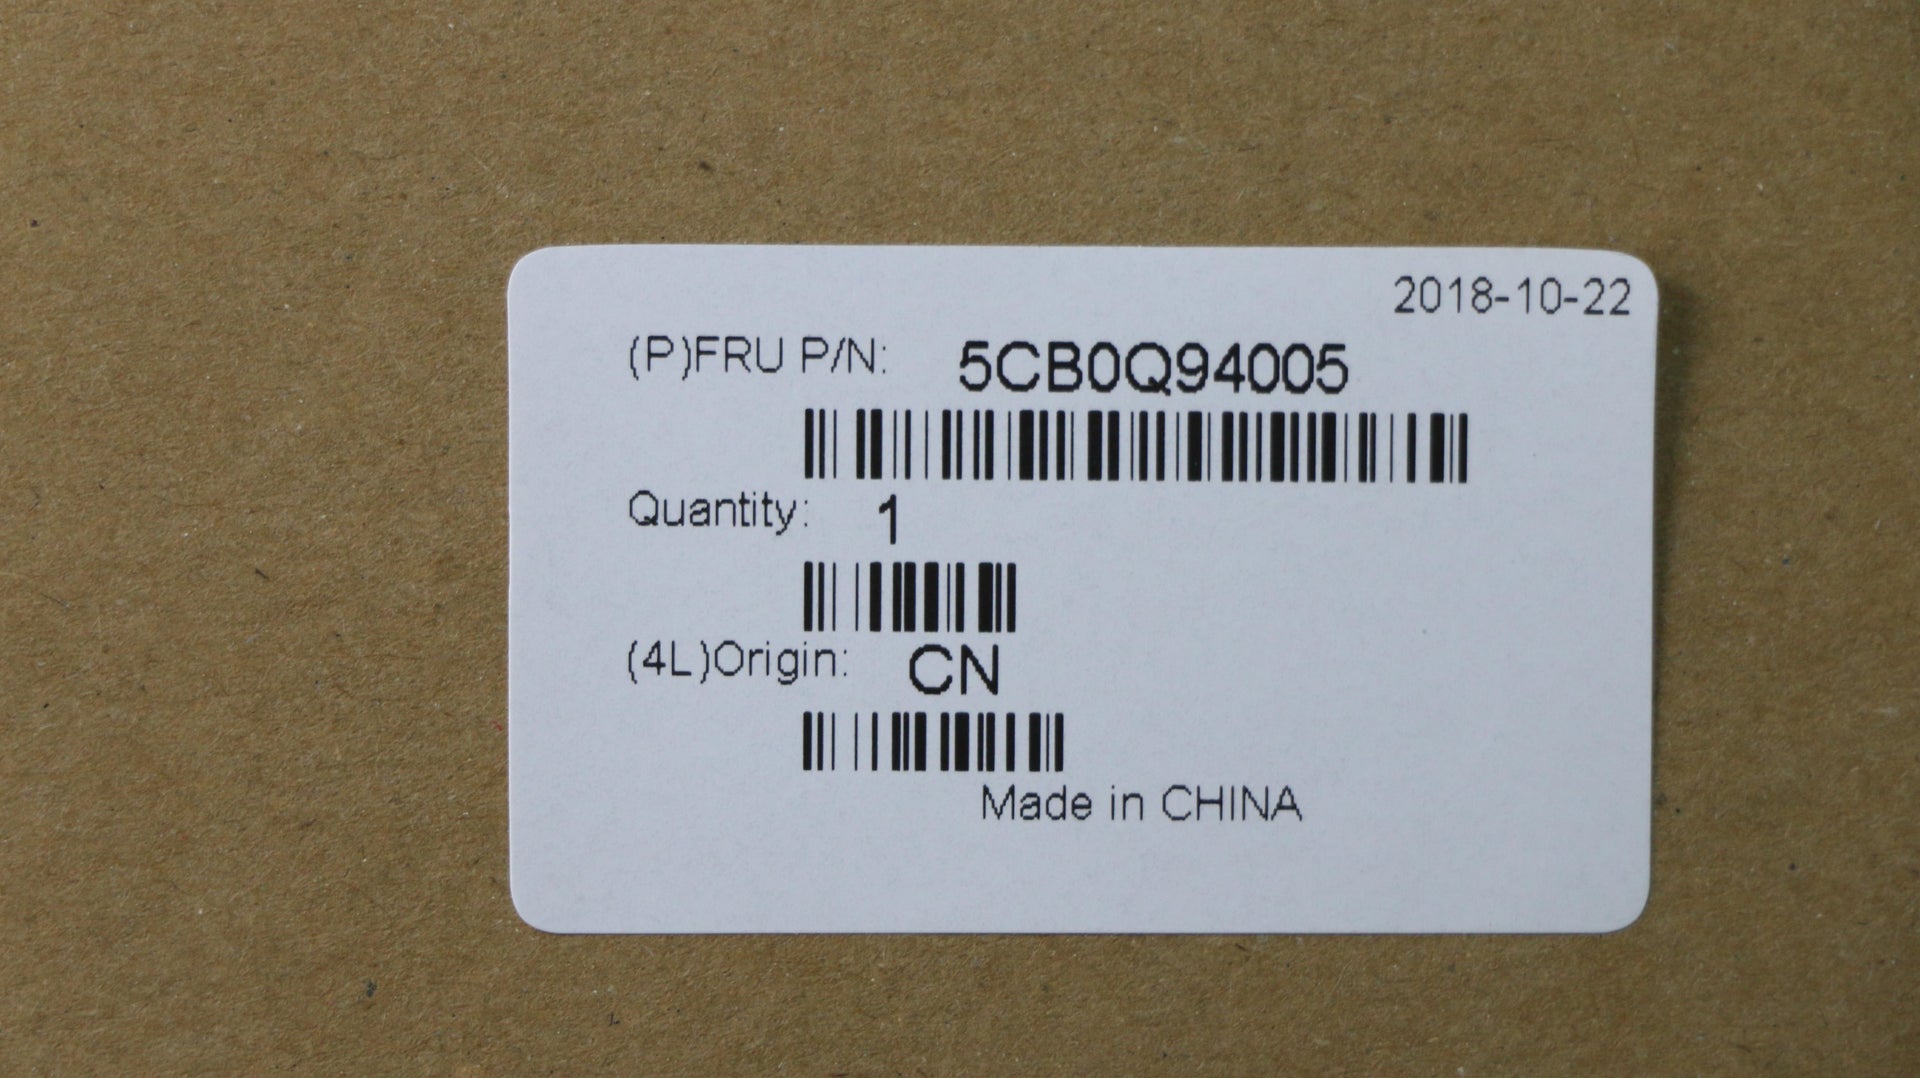 2018-10-22
(P)FRU P/N: 5CB0Q94005
Quantity: 1
(4L)Origin: CN
Made in CHINA